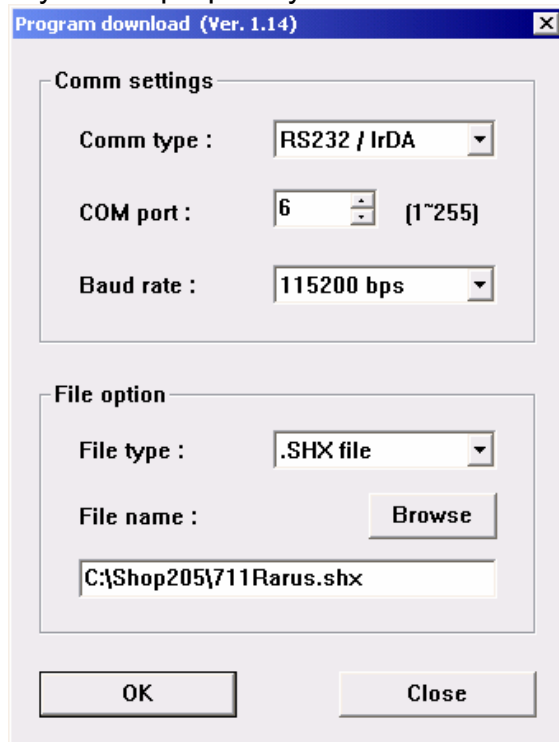 Program download (Ver. 1.14)
Comm settings
Comm type : RS232 / IrDA
COM port : 6 (1~255)
Baud rate : 115200 bps
File option
File type : .SHX file
File name : Browse
C:\Shop205\711Rarus.shx
OK Close